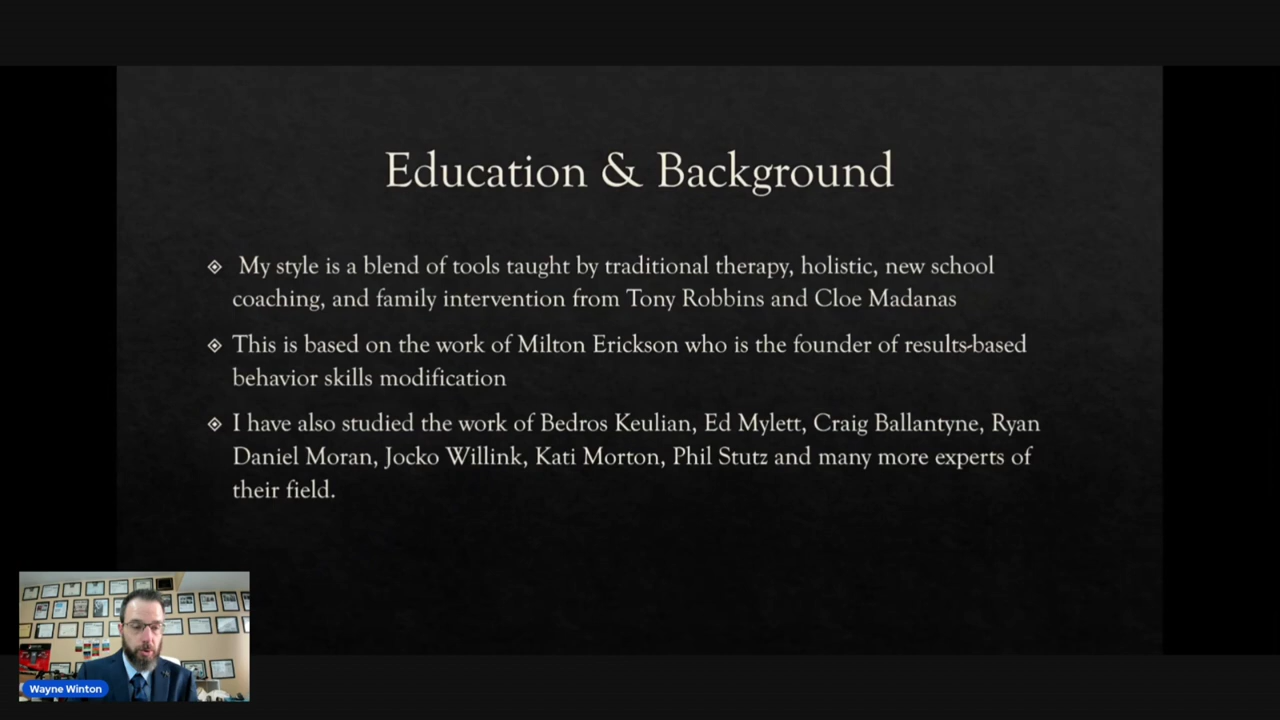 Education & Background
My style is a blend of tools taught by traditional therapy, holistic, new school
coaching, and family intervention from Tony Robbins and Cloe Madanas
This is based on the work of Milton Erickson who is the founder of results-based
behavior skills modification
I have also studied the work of Bedros Keulian, Ed Mylett, Craig Ballantyne, Ryan
Daniel Moran, Jocko Willink, Kati Morton, Phil Stutz and many more experts of
their field.
Wayne Winton